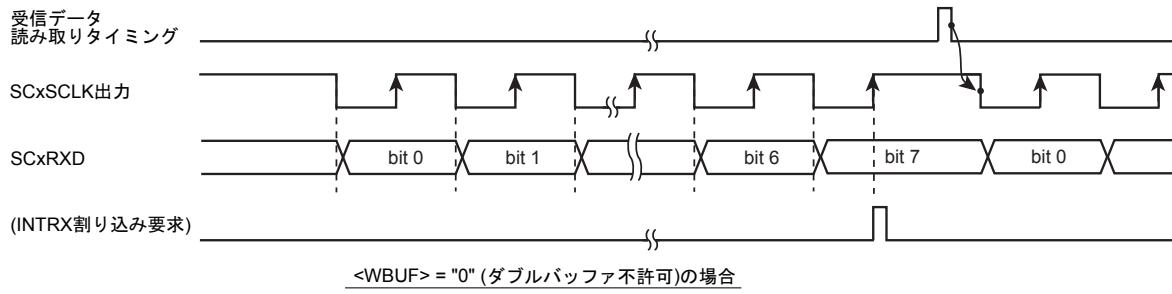 受信データ
読み取りタイミング
SCxSCLK出力
SCxRXD
bit 0
bit 1
bit 6
bit 7
bit 0
(INTRX割り込み要求)
<WBUF> = "0" (ダブルバッファ不許可)の場合